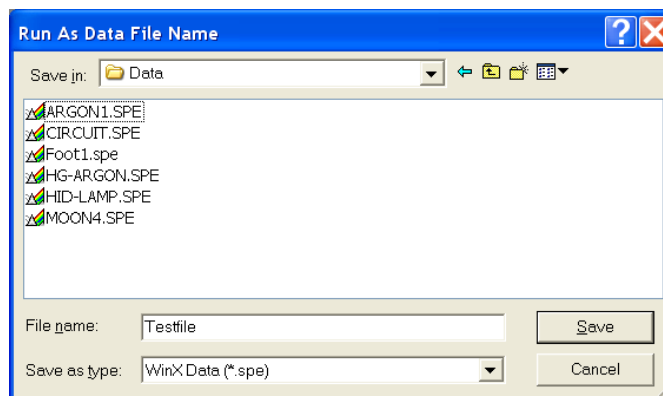 Run As Data File Name
Save in: Data
ARGON1.SPE
CIRCUIT.SPE
Foot1.spe
HG-ARGON.SPE
HID-LAMP.SPE
MOON4.SPE
File name: Testfile Save
Save as type: WinX Data (*.spe) Cancel